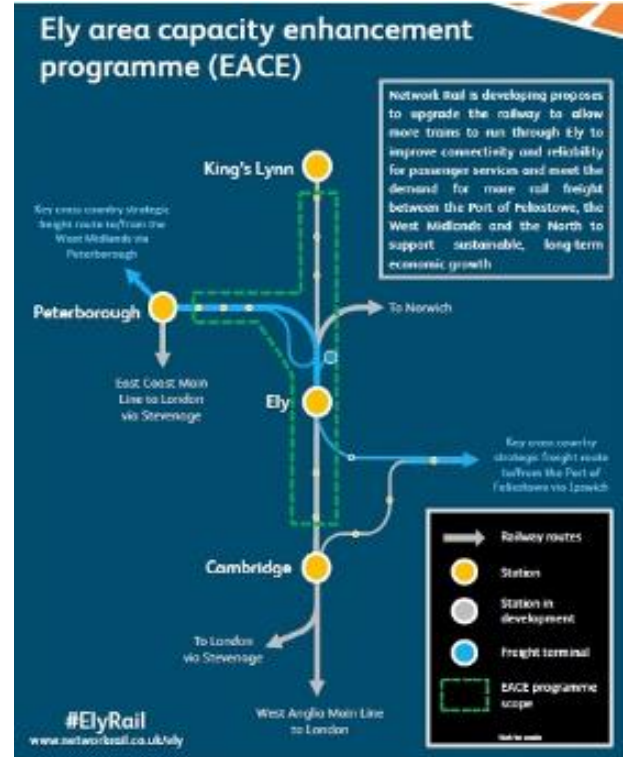 Ely area capacity enhancement
programme (EACE)
Network Rail is developing proposes
to upgrade the railway to allow
more trains to run through Ely to
improve connectivity and reliability
for passenger services and meet the
demand for more rail freight
between the Port of Felixstowe, the
West Midlands and the North to
support sustainable, long-term
economic growth
King's Lynn
Key cross country strategic
freight route to/from the
West Midlands via
Peterborough
Peterborough
To Norwich
East Coast Main
Line to London
via Stevenage
Ely
Key cross country
strategic freight route
to/from the Port of
Felixstowe via Ipswich
Cambridge
To London
via Stevenage
West Anglia Main Line
to London
Railway routes
Station
Station in
development
Freight terminal
EACE programme
scope
Not to scale
#ElyRail
www.networkrail.co.uk/ely